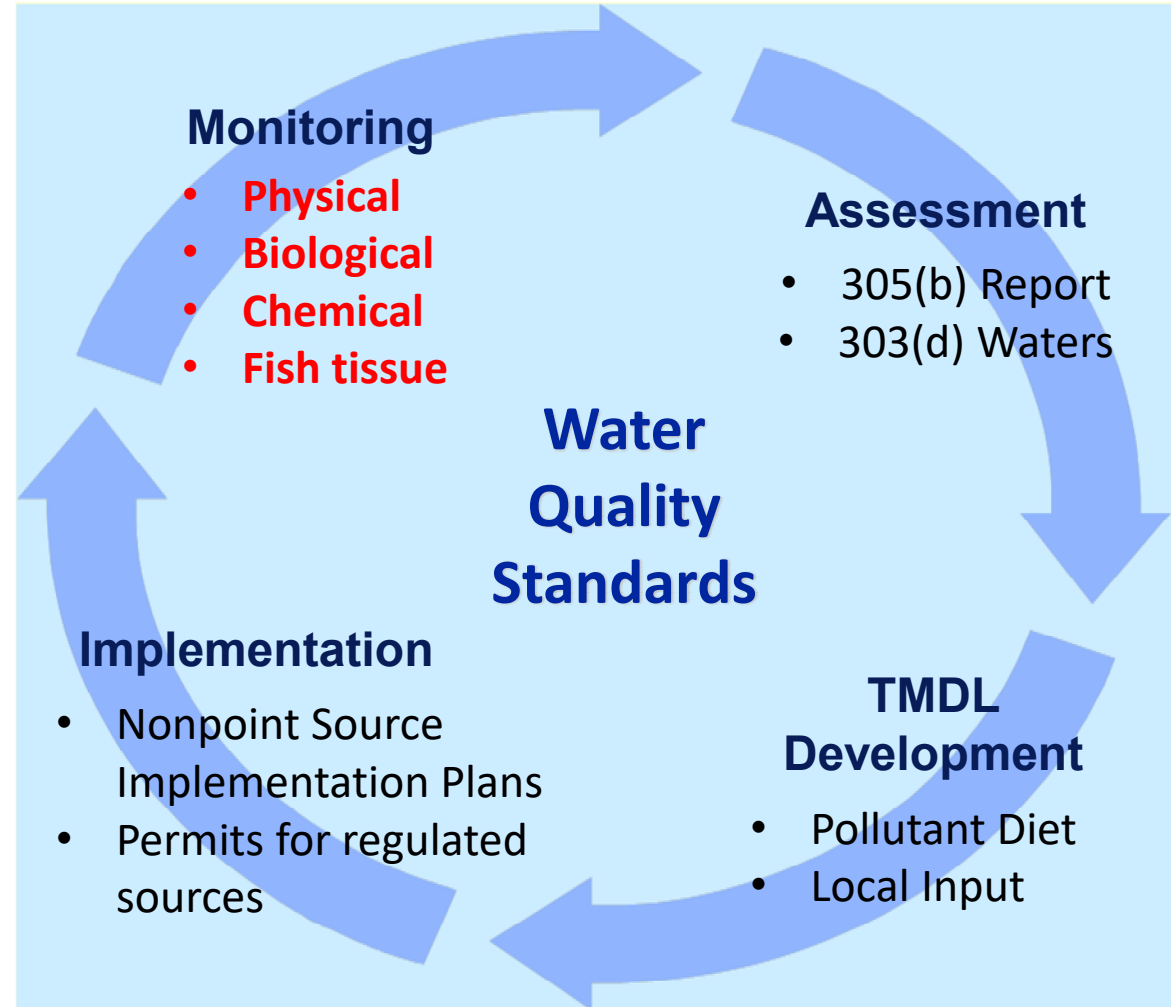 Monitoring
• Physical
• Biological
• Chemical
• Fish tissue
Assessment
• 305(b) Report
• 303(d) Waters
Water
Quality
Standards
Implementation
• Nonpoint Source
Implementation Plans
• Permits for regulated
sources
TMDL
Development
• Pollutant Diet
• Local Input